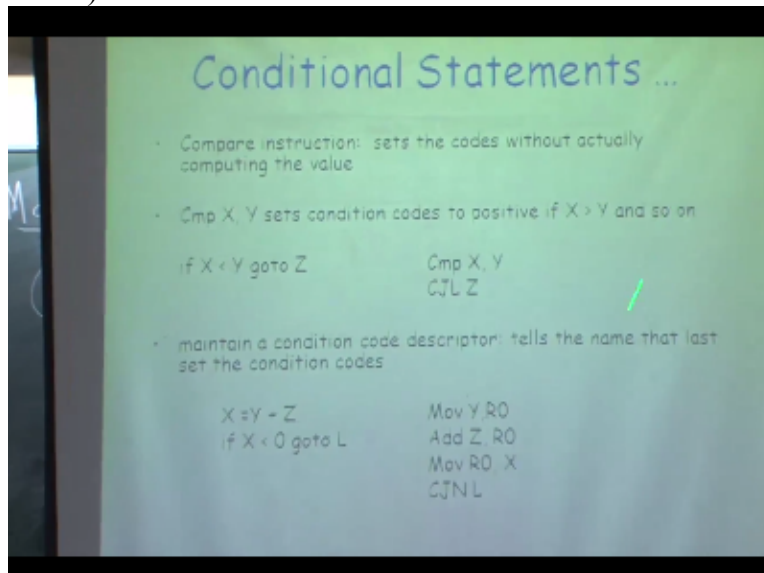 Conditional Statements ...
• Compare instruction: sets the codes without actually
computing the value
• Cmp X, Y sets condition codes to positive if X > Y and so on
if X < Y goto Z
Cmp X, Y
CJL Z
• maintain a condition code descriptor: tells the name that last
set the condition codes
X =Y + Z
if X < 0 goto L
Mov Y,R0
Add Z, R0
Mov R0, X
CJN L